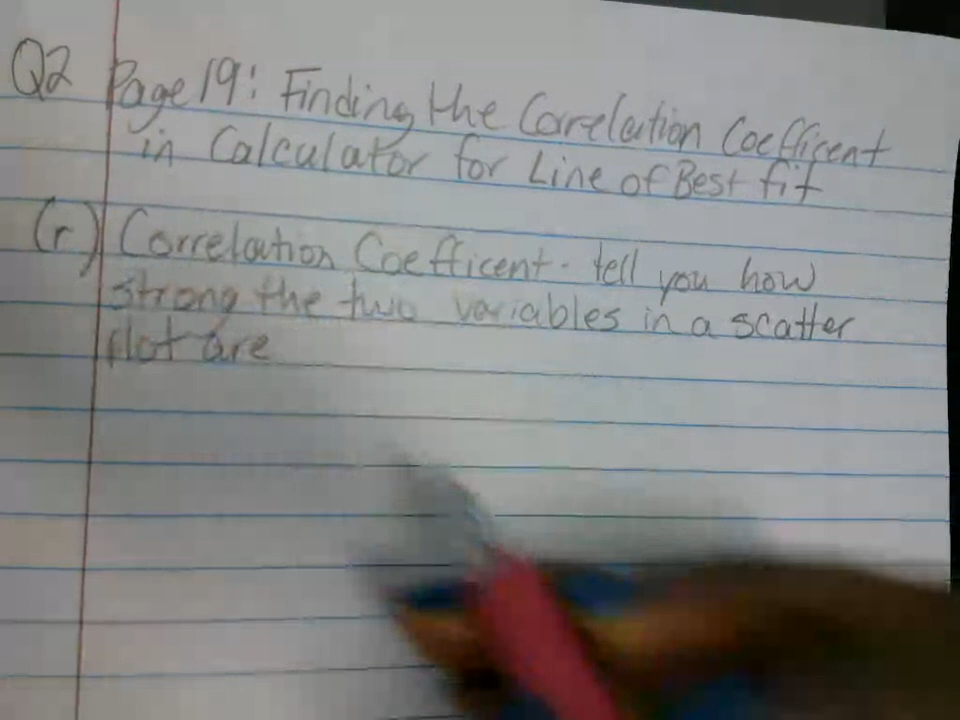 Q2 Page 19: Finding the Correlation Coefficent
in Calculator for Line of Best fit
(r) Correlation Coefficent - tell you how
strong the two variables in a scatter
plot are